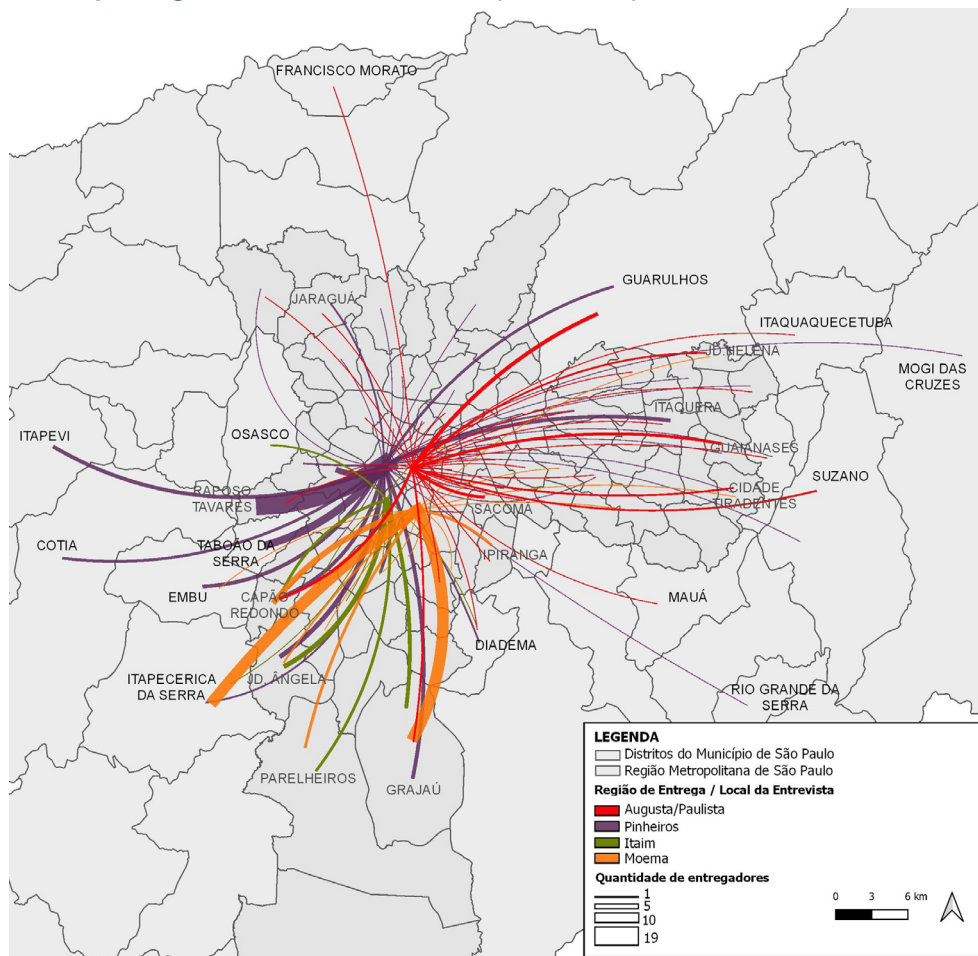 FRANCISCO MORATO
GUARULHOS
JARAGUÁ
ITAQUAQUECETUBA
JD.HELENA
MOGI DAS
CRUZES
ITAQUERA
ITAPEVI
OSASCO
GUAIANASES
SUZANO
RAPOSO
TAVARES
CIDADE
TIRADENTES
SACOMÃ
COTIA
TABOÃO DA
SERRA
IPIRANGA
EMBU
CAPÃO
REDONDO
MAUÁ
DIADEMA
ITAPECERICA
DA SERRA
JD. ÂNGELA
RIO GRANDE DA
SERRA
PARELHEIROS
GRAJAÚ
LEGENDA
Distritos do Município de São Paulo
Região Metropolitana de São Paulo
Região de Entrega / Local da Entrevista
Augusta/Paulista
Pinheiros
Itaim
Moema
Quantidade de entregadores
1
5
10
19
0 3 6 km